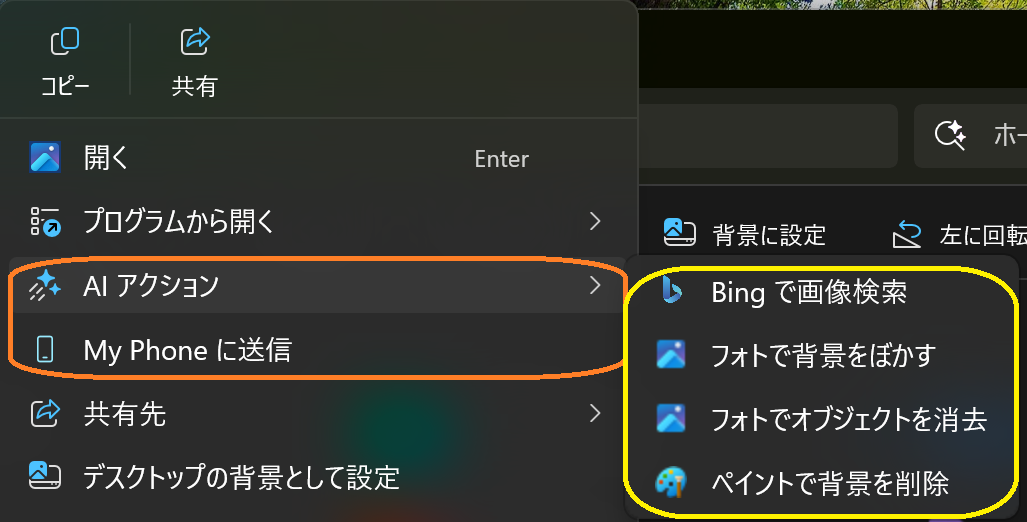 コピー
共有
開く Enter
プログラムから開く
AI アクション
My Phone に送信
共有先
デスクトップの背景として設定
ホー
背景に設定
左に回転
Bing で画像検索
フォトで背景をぼかす
フォトでオブジェクトを消去
ペイントで背景を削除